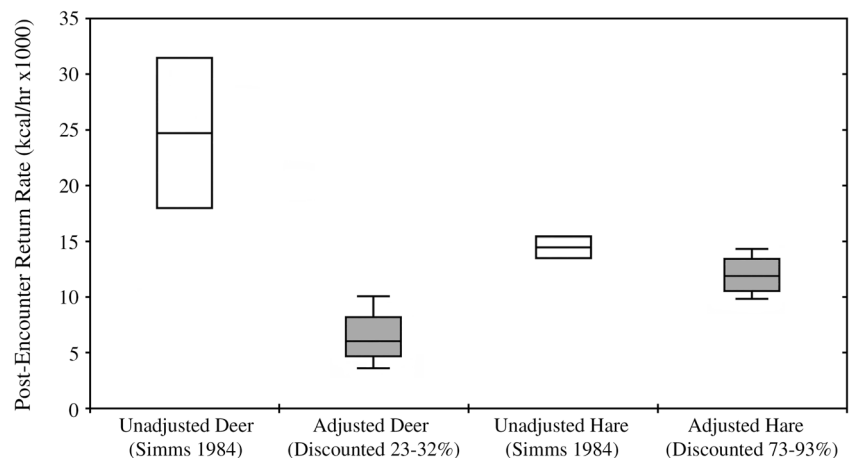 Post-Encounter Return Rate (kcal/hr x1000)
35
30
25
20
15
10
5
0
Unadjusted Deer
(Simms 1984)
Adjusted Deer
(Discounted 23-32%)
Unadjusted Hare
(Simms 1984)
Adjusted Hare
(Discounted 73-93%)